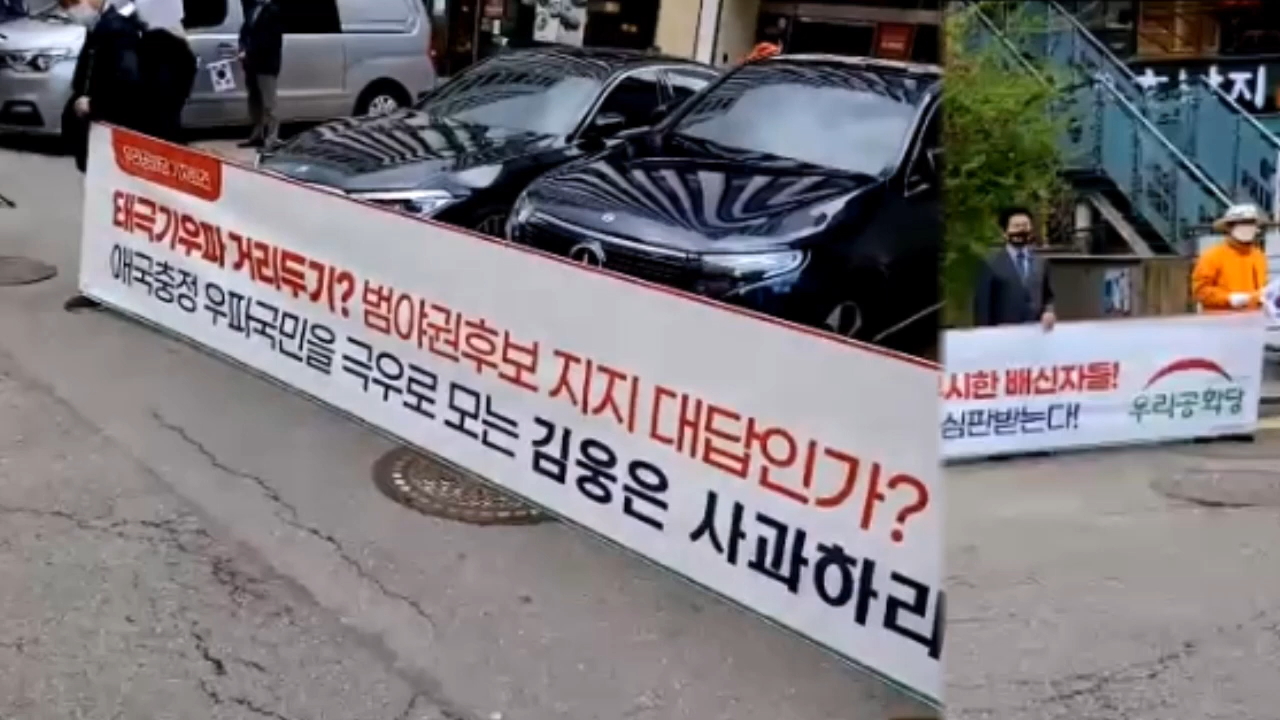 태극기우파 거리두기? 범야권후보 지지 대답인가?
애국충정 우파국민을 극우로 모는 김웅은 사과하라
시한 배신자들!
심판받는다!
우리공화당